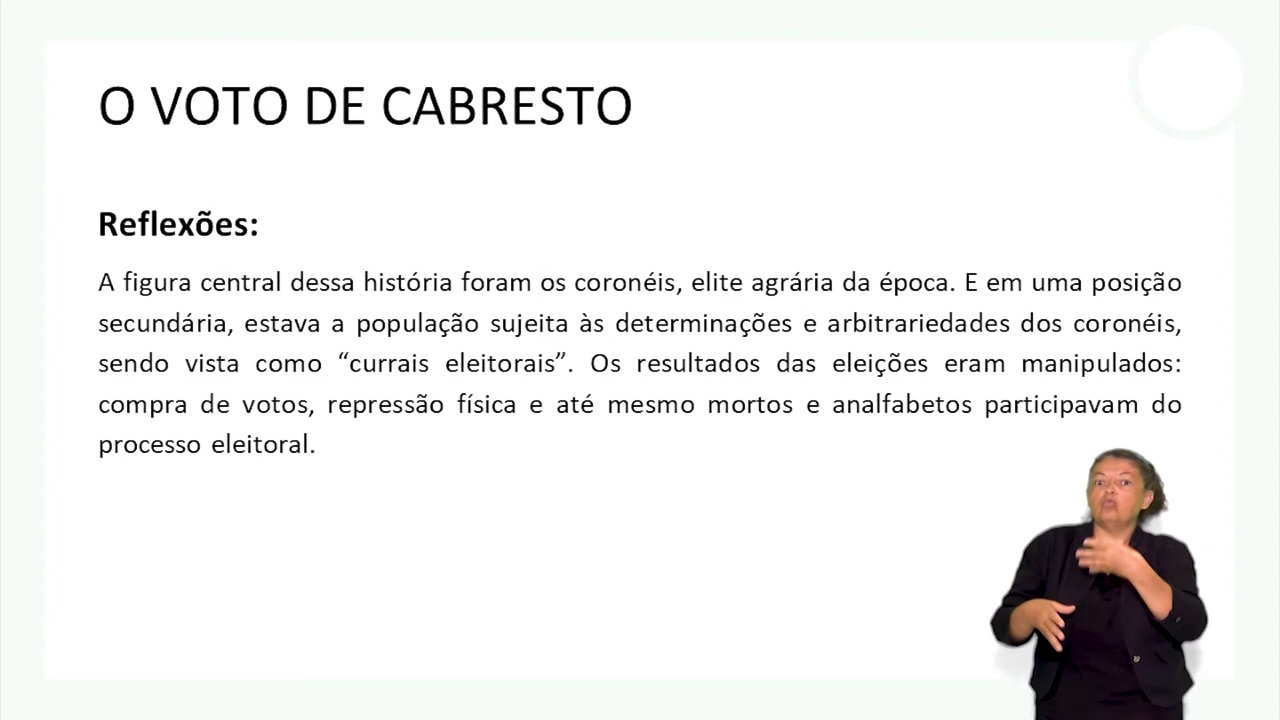 O VOTO DE CABRESTO
Reflexões:
A figura central dessa história foram os coronéis, elite agrária da época. E em uma posição
secundária, estava a população sujeita às determinações e arbitrariedades dos coronéis,
sendo vista como “currais eleitorais”. Os resultados das eleições eram manipulados:
compra de votos, repressão física e até mesmo mortos e analfabetos participavam do
processo eleitoral.